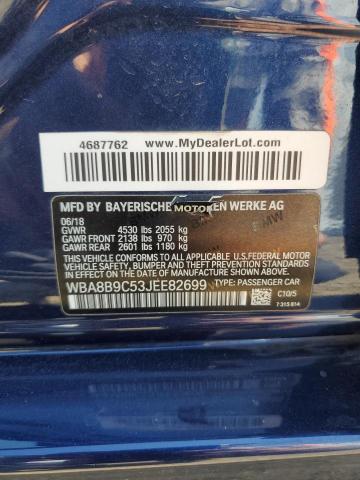 4687762 www.MyDealerLot.com
MFD BY BAYERISCHE MOTOREN WERKE AG
06/18
GVWR 4530 lbs 2055 kg
GAWR FRONT 2138 lbs 970 kg
GAWR REAR 2601 lbs 1180 kg
THIS VEHICLE CONFORMS TO ALL APPLICABLE U.S.FEDERAL MOTOR
VEHICLE SAFETY, BUMPER, AND THEFT PREVENTION STANDARDS
IN EFFECT ON THE DATE OF MANUFACTURE SHOWN ABOVE.
WBA8B9C53JEE82699 TYPE: PASSENGER CAR
C10/5
7 315 814